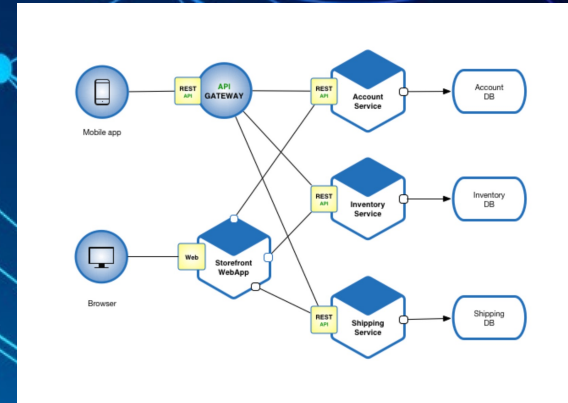 Mobile app
REST
API
API
GATEWAY
REST
API
Account
Service
Account
DB
REST
API
Inventory
Service
Inventory
DB
Browser
Web
Storefront
WebApp
REST
API
Shipping
Service
Shipping
DB